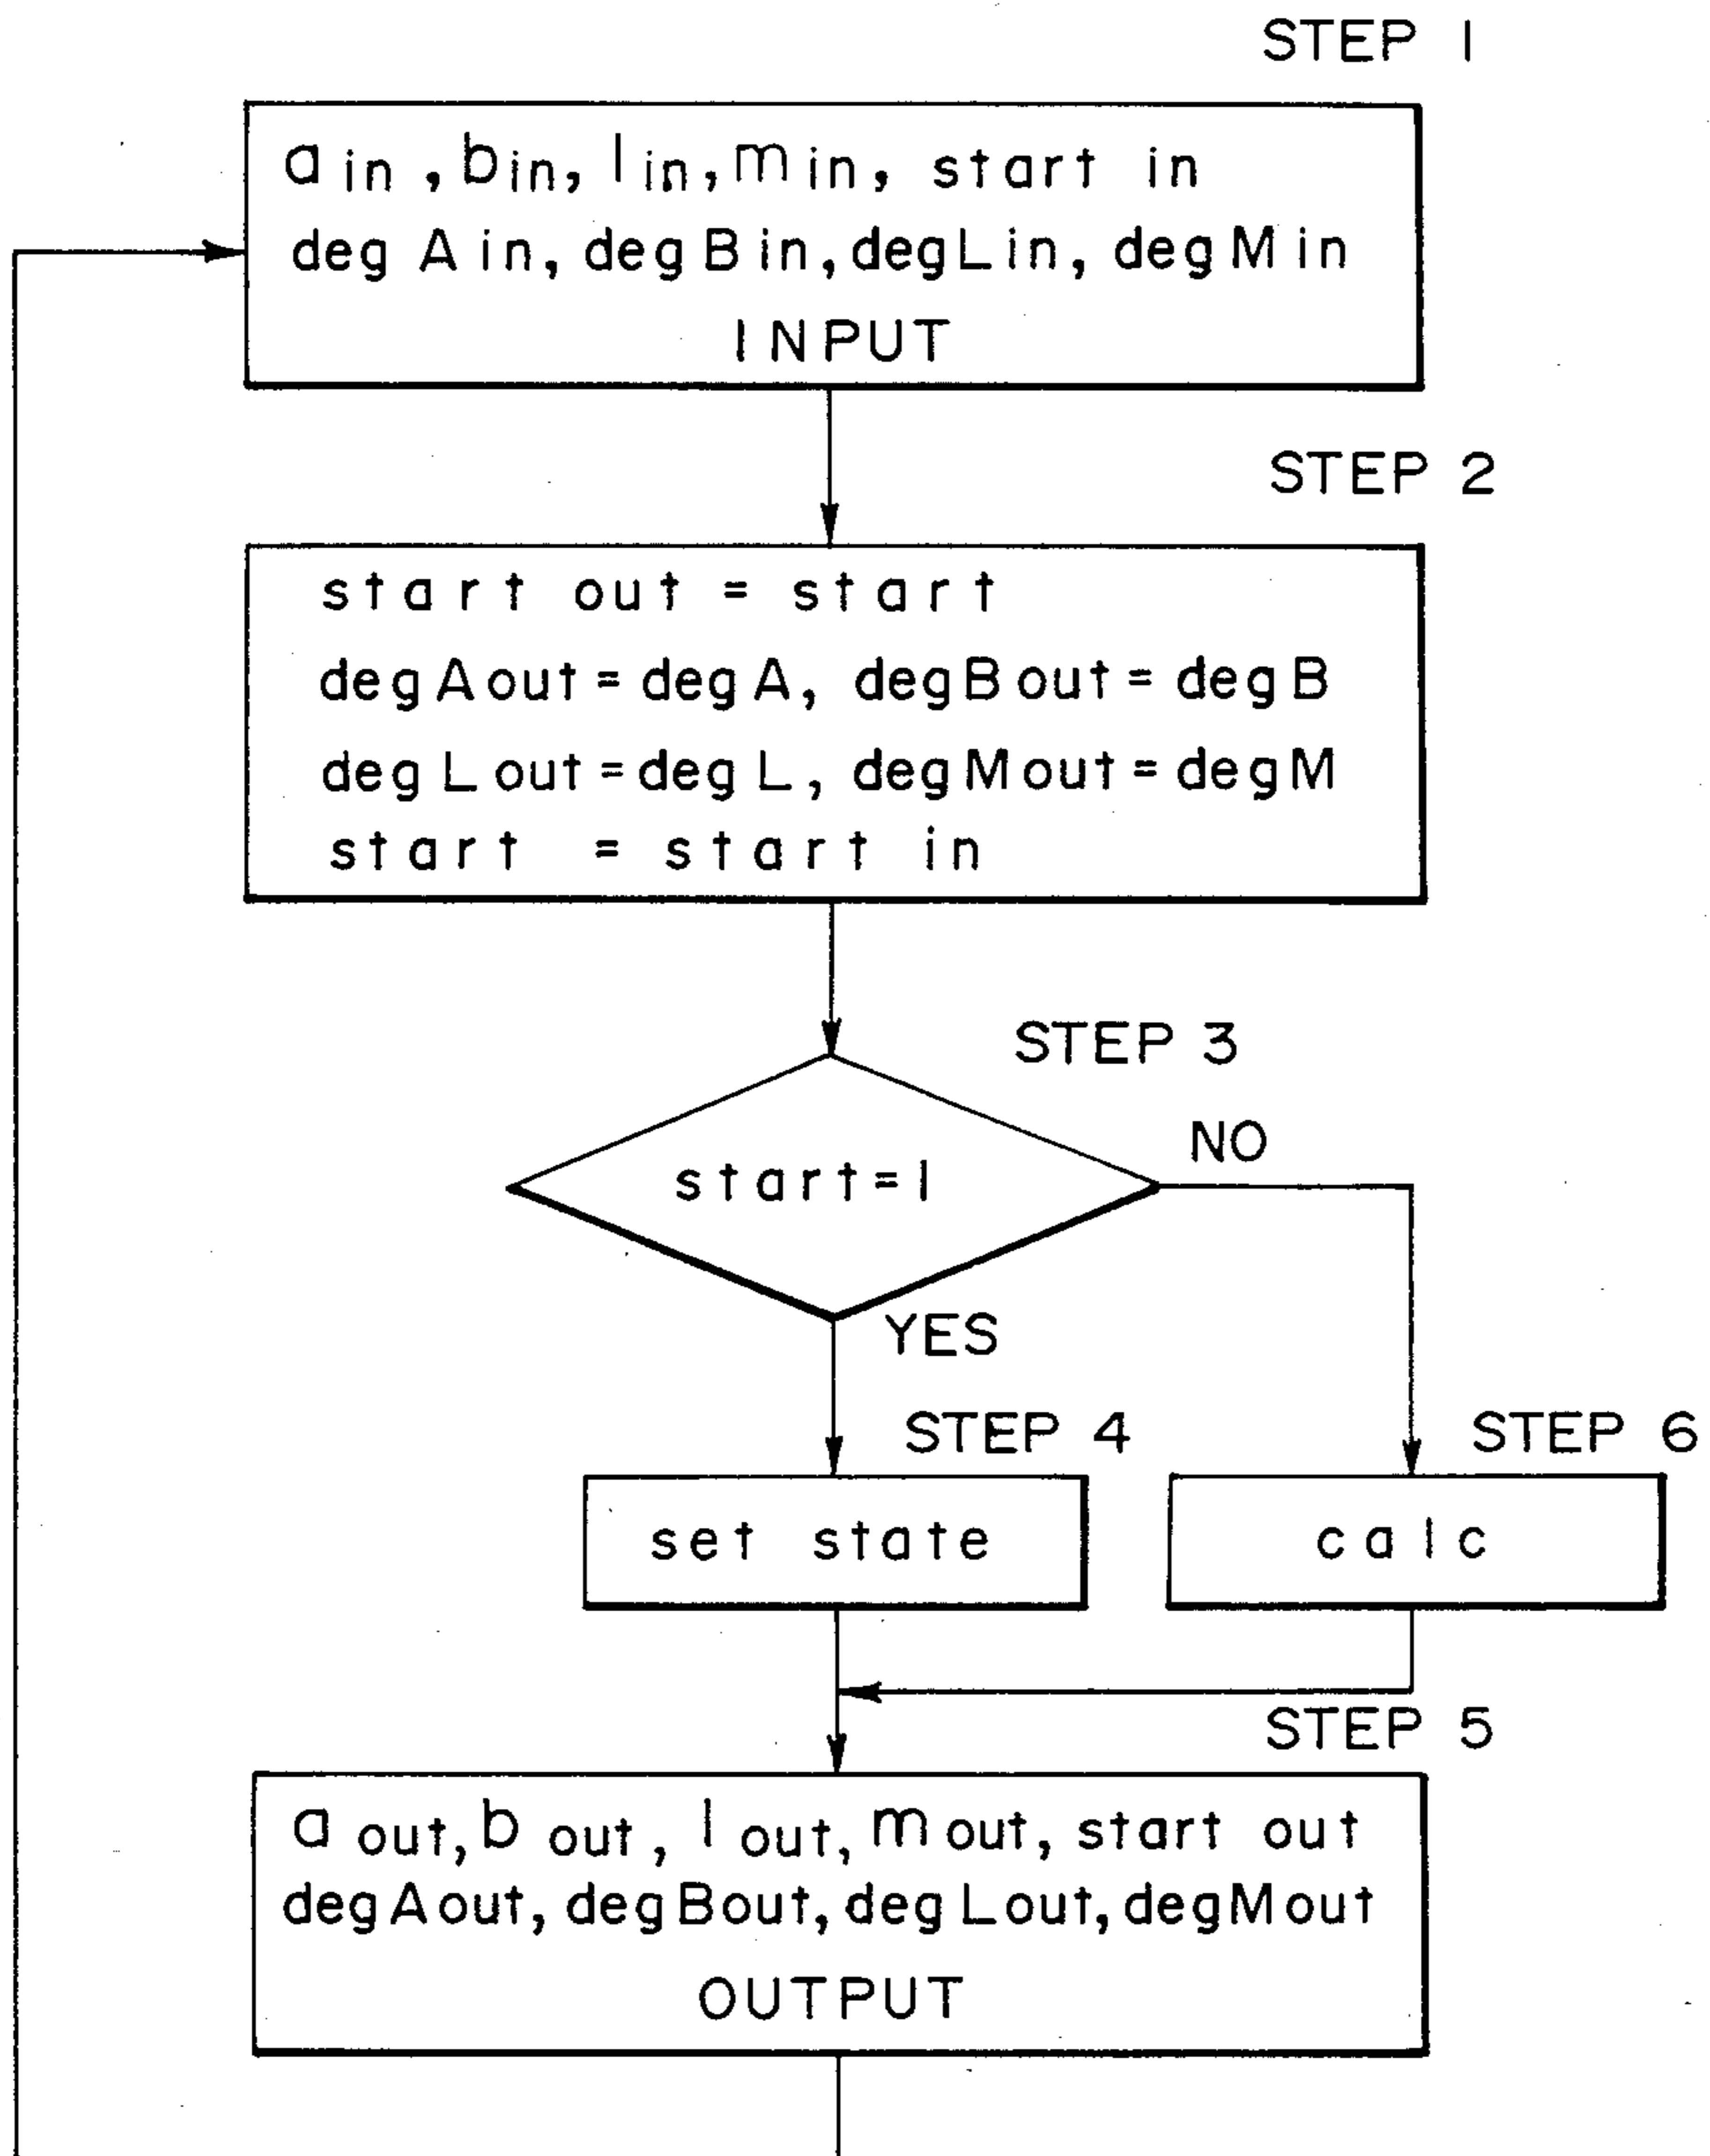 STEP 1
a in, b in, l in, m in, start in
deg A in, deg B in, deg L in, deg M in
INPUT
STEP 2
start out = start
deg A out = deg A, deg B out = deg B
deg L out = deg L, deg M out = deg M
start = start in
STEP 3
start=1
NO
YES
STEP 4
STEP 6
set state
calc
STEP 5
a out, b out, l out, m out, start out
deg A out, deg B out, deg L out, deg M out
OUTPUT